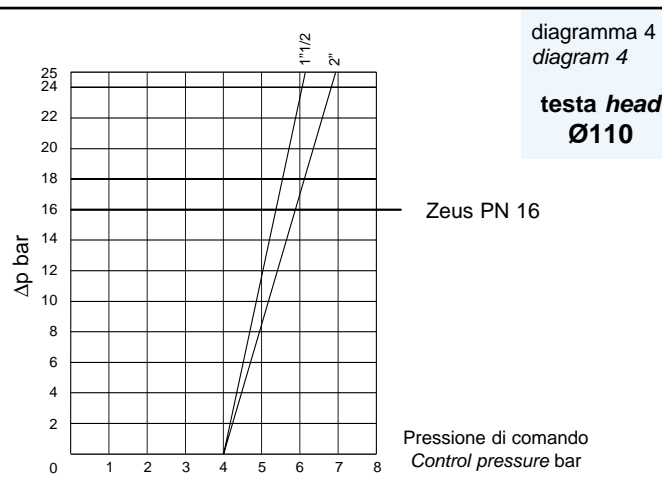 diagramma 4
diagram 4
testa head
Ø110
1"1/2
2"
25
24
22
20
18
16
14
12
10
8
6
4
2
0
Δp bar
Zeus PN 16
1 2 3 4 5 6 7 8
Pressione di comando
Control pressure bar